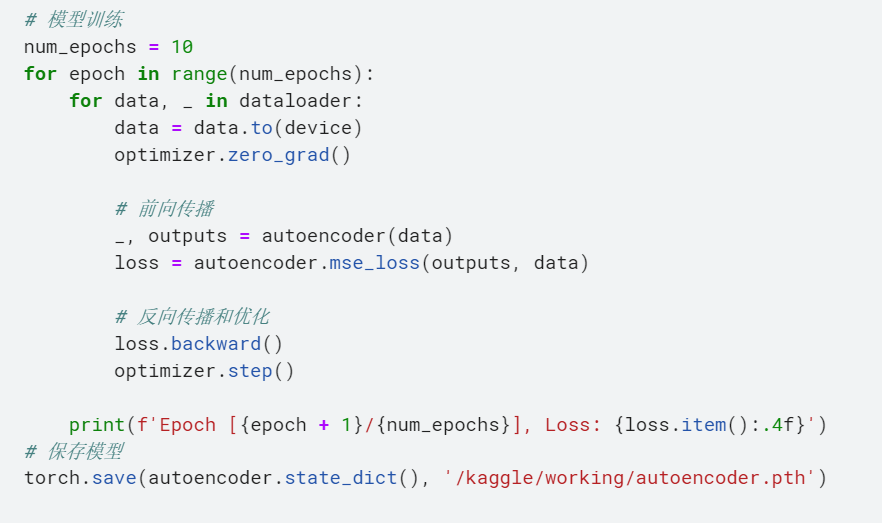 # 模型训练
num_epochs = 10
for epoch in range(num_epochs):
    for data, _ in dataloader:
        data = data.to(device)
        optimizer.zero_grad()

        # 前向传播
        _, outputs = autoencoder(data)
        loss = autoencoder.mse_loss(outputs, data)

        # 反向传播和优化
        loss.backward()
        optimizer.step()

    print(f'Epoch [{epoch + 1}/{num_epochs}], Loss: {loss.item():.4f}')
# 保存模型
torch.save(autoencoder.state_dict(), '/kaggle/working/autoencoder.pth')